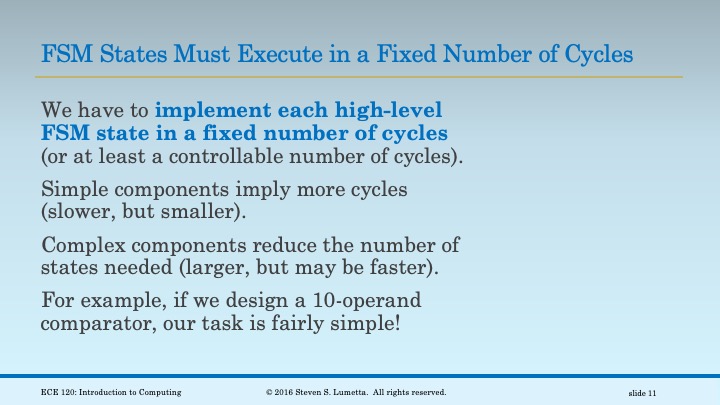 FSM States Must Execute in a Fixed Number of Cycles
We have to implement each high-level
FSM state in a fixed number of cycles
(or at least a controllable number of cycles).
Simple components imply more cycles
(slower, but smaller).
Complex components reduce the number of
states needed (larger, but may be faster).
For example, if we design a 10-operand
comparator, our task is fairly simple!
ECE 120: Introduction to Computing
© 2016 Steven S. Lumetta. All rights reserved.
slide 11